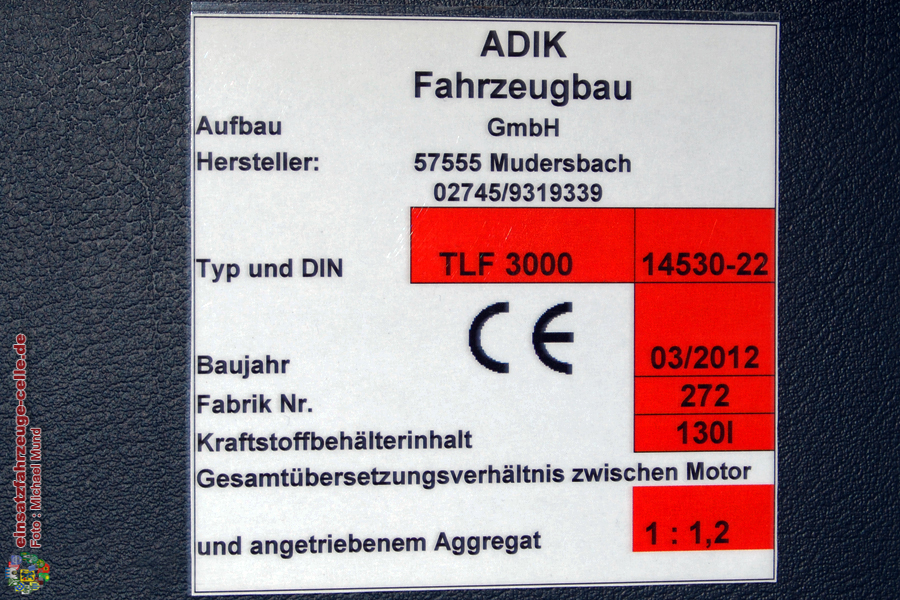 ADIK
Fahrzeugbau
Aufbau GmbH
Hersteller: 57555 Mudersbach
02745/9319339
Typ und DIN TLF 3000 14530-22
CE
Baujahr 03/2012
Fabrik Nr. 272
Kraftstoffbehälterinhalt 130l
Gesamtübersetzungsverhältnis zwischen Motor
und angetriebenem Aggregat 1 : 1,2
einsatzfahrzeuge-celle.de
Foto : Michael Mund